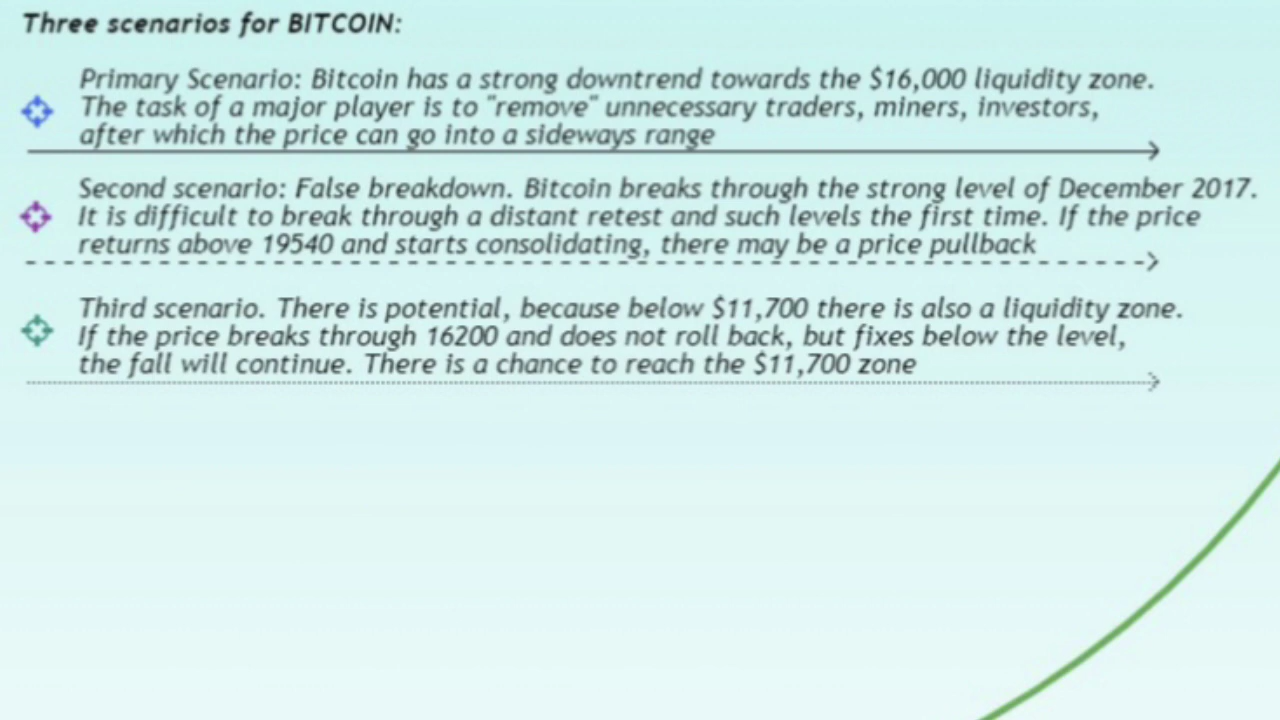 Three scenarios for BITCOIN:
Primary Scenario: Bitcoin has a strong downtrend towards the $16,000 liquidity zone.
The task of a major player is to "remove" unnecessary traders, miners, investors,
after which the price can go into a sideways range
Second scenario: False breakdown. Bitcoin breaks through the strong level of December 2017.
It is difficult to break through a distant retest and such levels the first time. If the price
returns above 19540 and starts consolidating, there may be a price pullback
Third scenario. There is potential, because below $11,700 there is also a liquidity zone.
If the price breaks through 16200 and does not roll back, but fixes below the level,
the fall will continue. There is a chance to reach the $11,700 zone